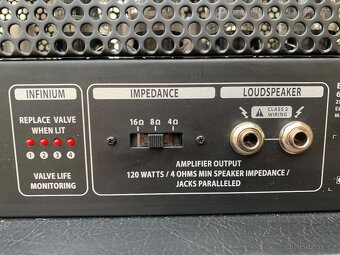 INFINIUM
REPLACE VALVE
WHEN LIT
1 2 3 4
VALVE LIFE
MONITORING
IMPEDANCE
16Ω 8Ω 4Ω
LOUDSPEAKER
CLASS 2
WIRING
AMPLIFIER OUTPUT
120 WATTS / 4 OHMS MIN SPEAKER IMPEDANCE /
JACKS PARALLELED